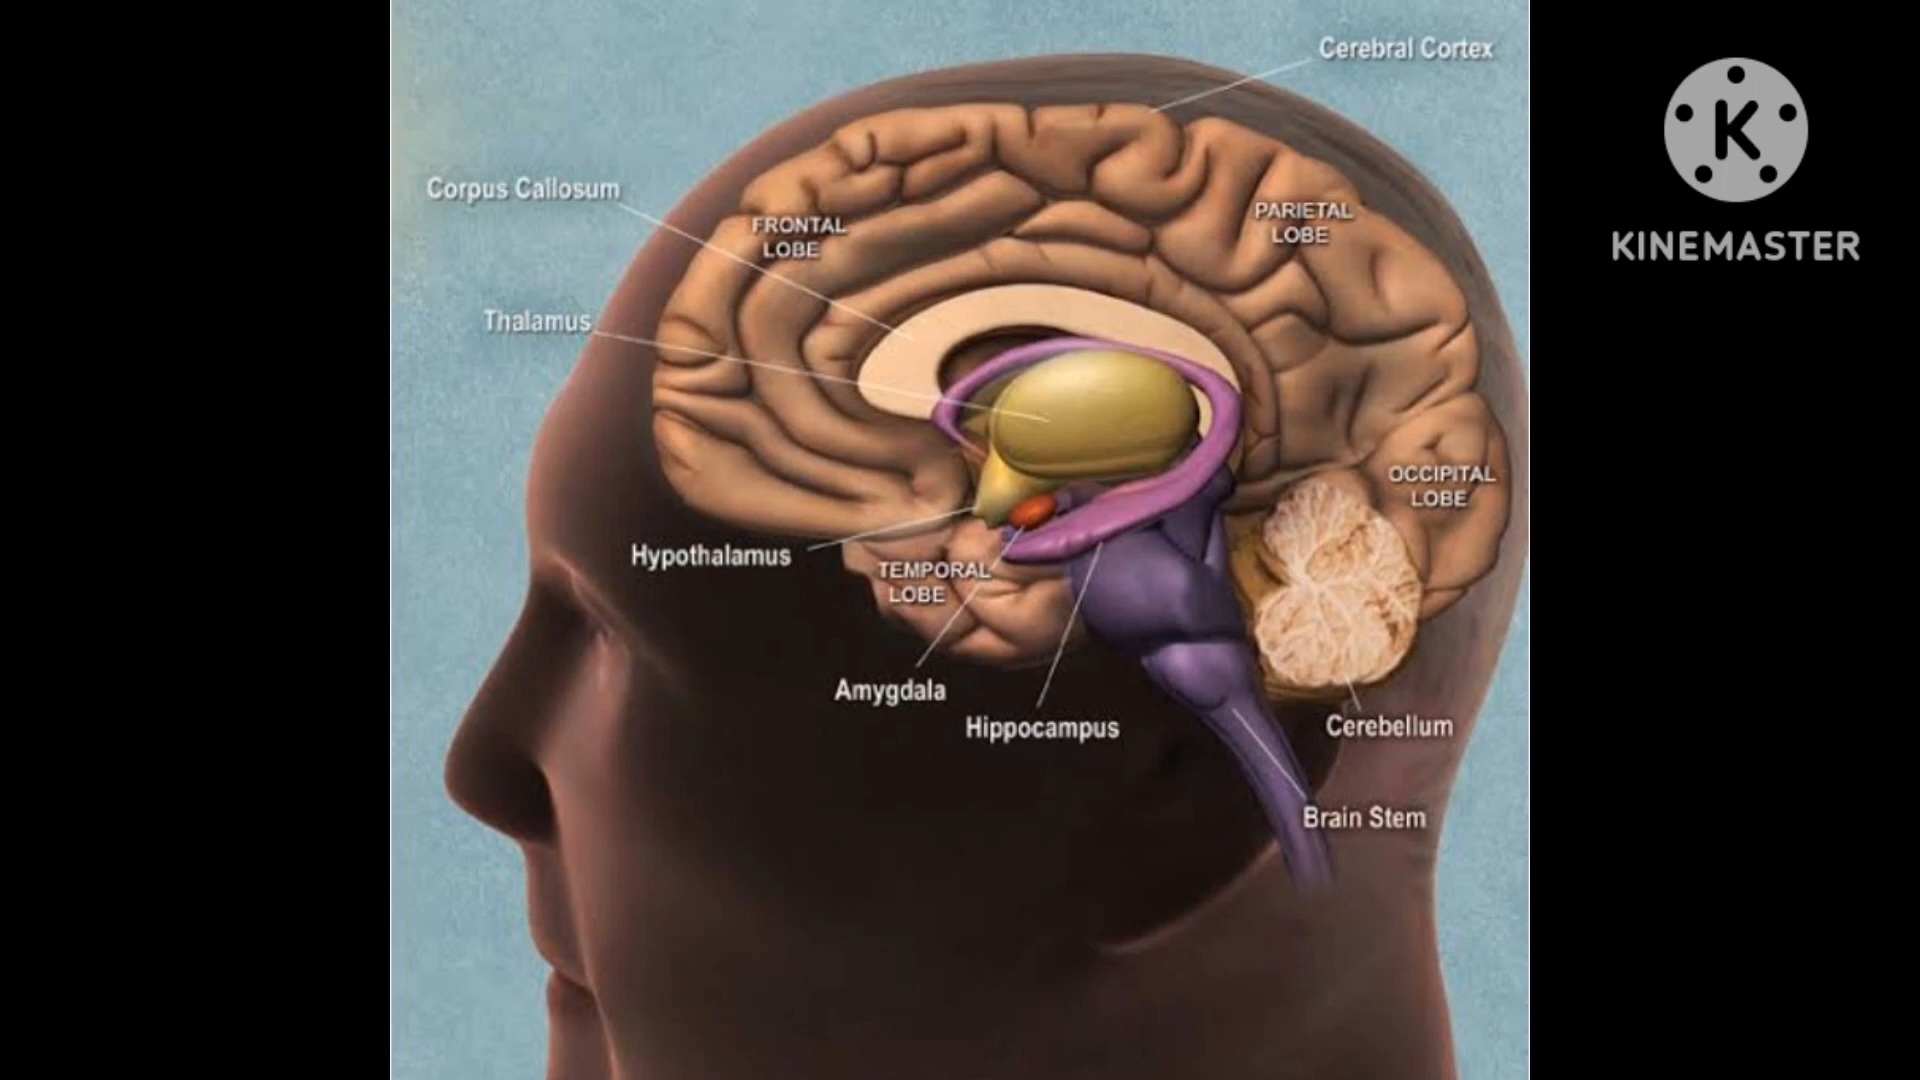 Cerebral Cortex
Corpus Callosum
FRONTAL
LOBE
PARIETAL
LOBE
Thalamus
OCCIPITAL
LOBE
Hypothalamus
TEMPORAL
LOBE
Amygdala
Hippocampus
Cerebellum
Brain Stem
K
KINEMASTER